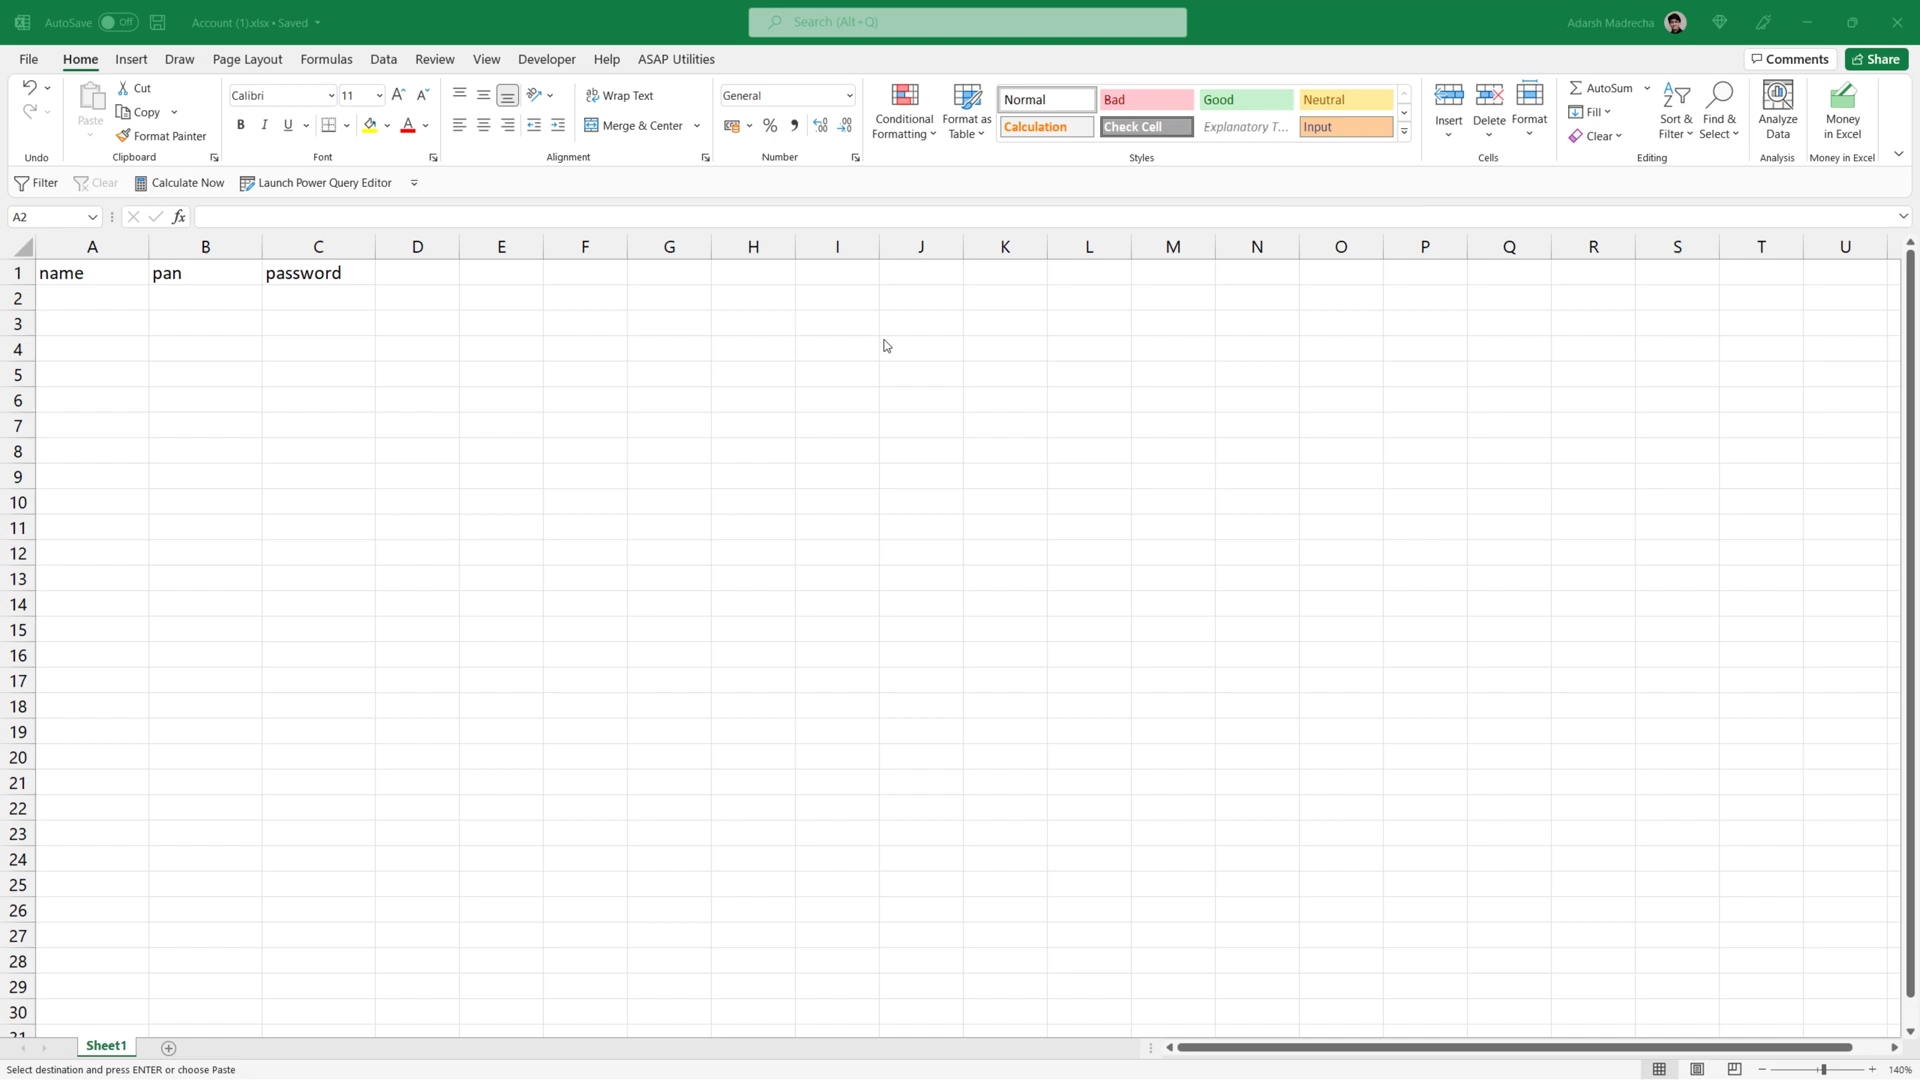 AutoSave Off Account (1).xlsx • Saved Search (Alt+Q) Adarsh Madrecha
File Home Insert Draw Page Layout Formulas Data Review View Developer Help ASAP Utilities Comments Share
Paste Cut Calibri 11 Wrap Text General Conditional Formatting Format as Table Normal Bad Good Neutral Insert Delete Format AutoSum Sort & Filter Find & Select Analyze Data Money in Excel
Copy Fill
Format Painter B I U Merge & Center % Calculation Check Cell Explanatory T... Input Clear
Undo Clipboard Font Alignment Number Styles Cells Editing Analysis Money in Excel
Filter Clear Calculate Now Launch Power Query Editor
A2 fx
A B C D E F G H I J K L M N O P Q R S T U
1 name pan password
2
3
4
5
6
7
8
9
10
11
12
13
14
15
16
17
18
19
20
21
22
23
24
25
26
27
28
29
30
31
Sheet1
Select destination and press ENTER or choose Paste 140%